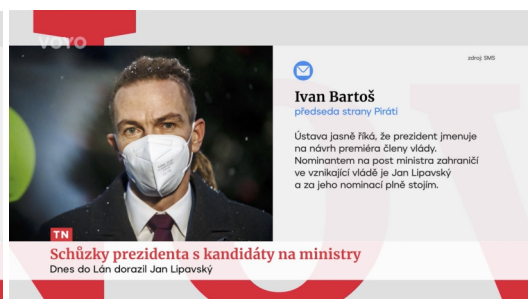 VOYO
zdroj: SMS
Ivan Bartoš
předseda strany Piráti
Ústava jasně říká, že prezident jmenuje
na návrh premiéra členy vlády.
Nominantem na post ministra zahraničí
ve vznikající vládě je Jan Lipavský
a za jeho nominací plně stojím.
TN
Schůzky prezidenta s kandidáty na ministry
Dnes do Lán dorazil Jan Lipavský